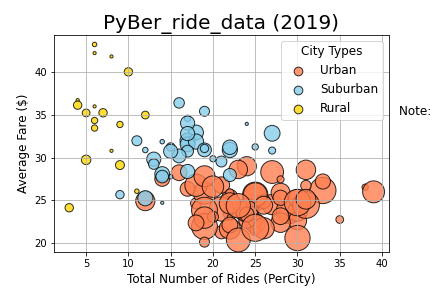 PyBer_ride_data (2019)
City Types
Urban
Suburban
Rural
Note:
Average Fare ($)
40
35
30
25
20
5 10 15 20 25 30 35 40
Total Number of Rides (PerCity)